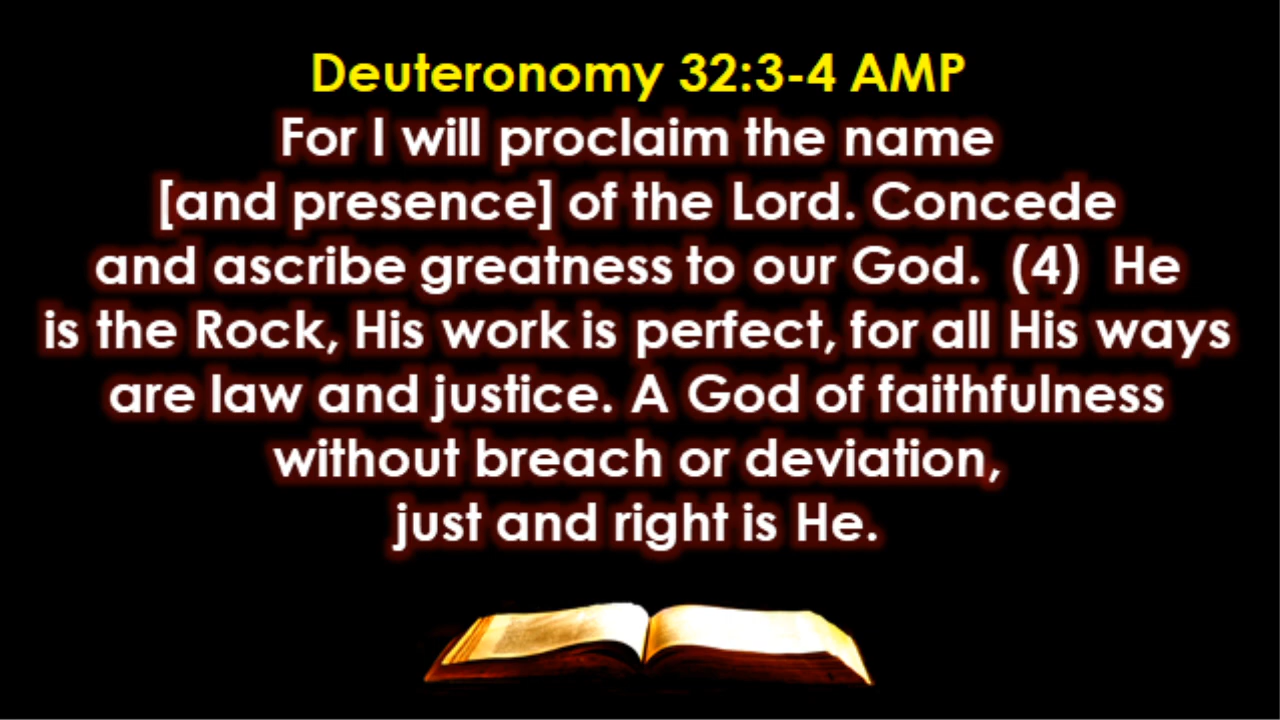 Deuteronomy 32:3-4 AMP
For I will proclaim the name
[and presence] of the Lord. Concede
and ascribe greatness to our God.  (4)  He
is the Rock, His work is perfect, for all His ways
are law and justice. A God of faithfulness
without breach or deviation,
just and right is He.